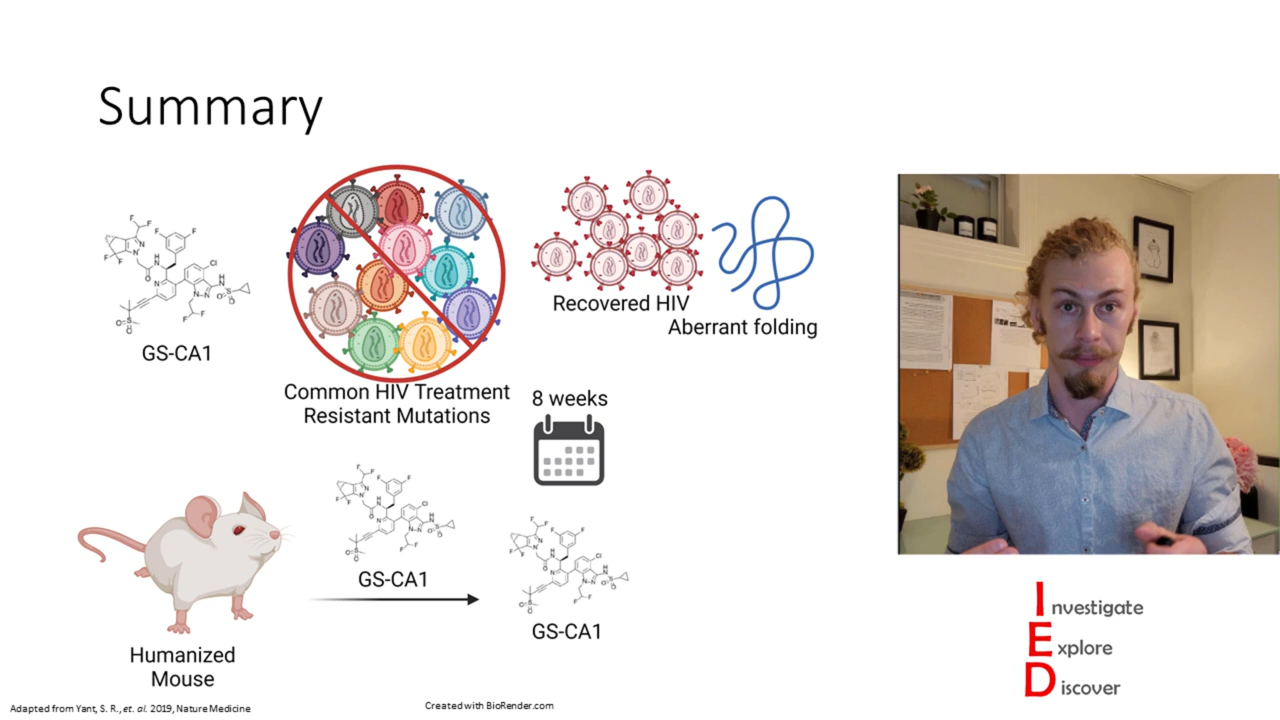 Summary
GS-CA1
Common HIV Treatment
Resistant Mutations
Recovered HIV
Aberrant folding
8 weeks
GS-CA1
GS-CA1
Humanized
Mouse
Adapted from Yant, S. R., et. al. 2019, Nature Medicine
Created with BioRender.com
Investigate
Explore
Discover